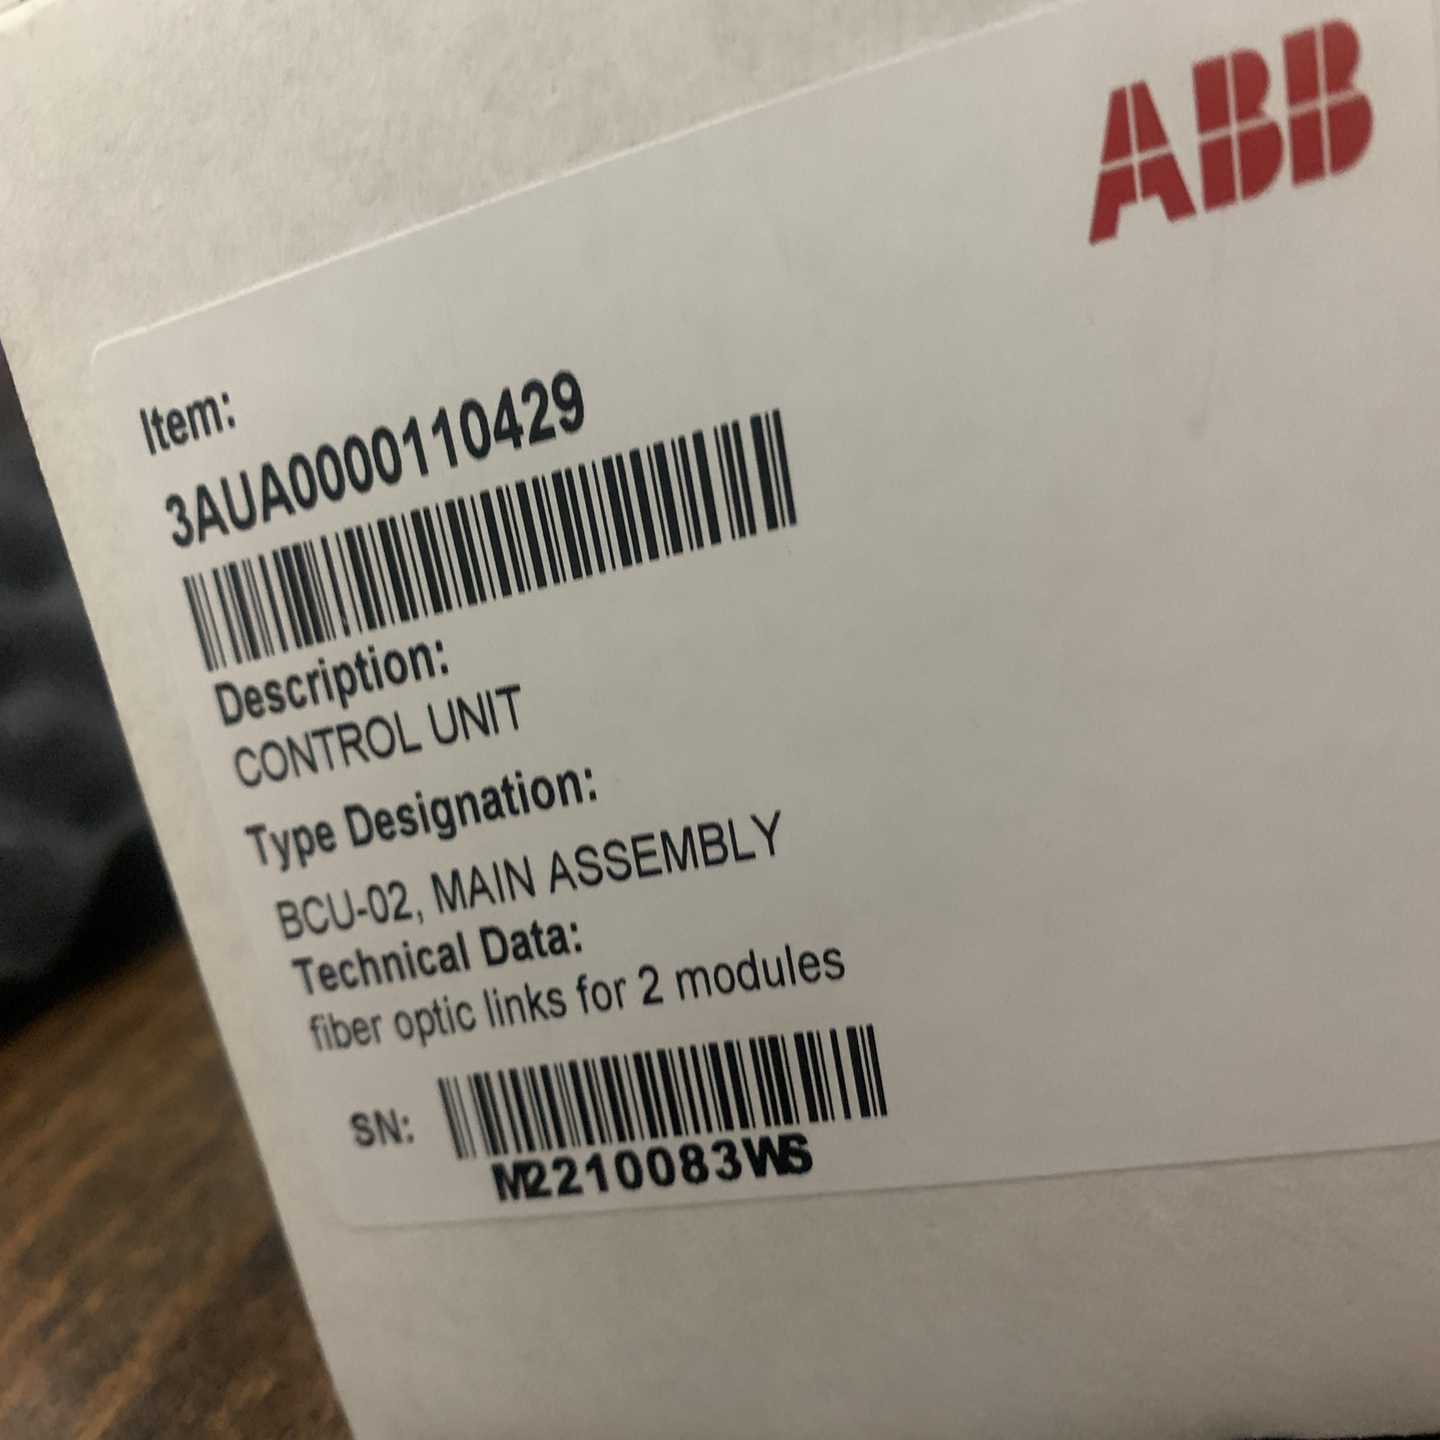 ABB
Item:
3AUA0000110429
Description:
CONTROL UNIT
Type Designation:
BCU-02, MAIN ASSEMBLY
Technical Data:
fiber optic links for 2 modules
SN:
M2210083WS